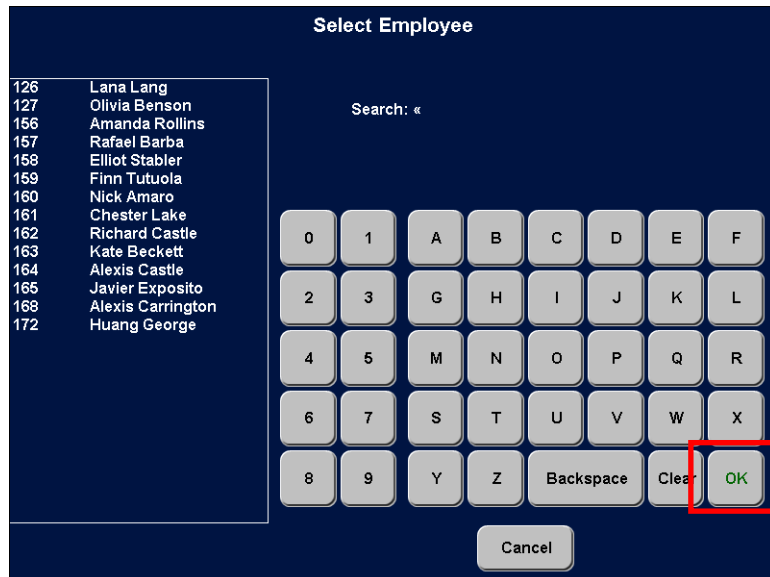 Select Employee
126 Lana Lang
127 Olivia Benson
156 Amanda Rollins
157 Rafael Barba
158 Elliot Stabler
159 Finn Tutuola
160 Nick Amaro
161 Chester Lake
162 Richard Castle
163 Kate Beckett
164 Alexis Castle
165 Javier Exposito
168 Alexis Carrington
172 Huang George
Search: «
0 1 A B C D E F
2 3 G H I J K L
4 5 M N O P Q R
6 7 S T U V W X
8 9 Y Z Backspace Clear OK
Cancel